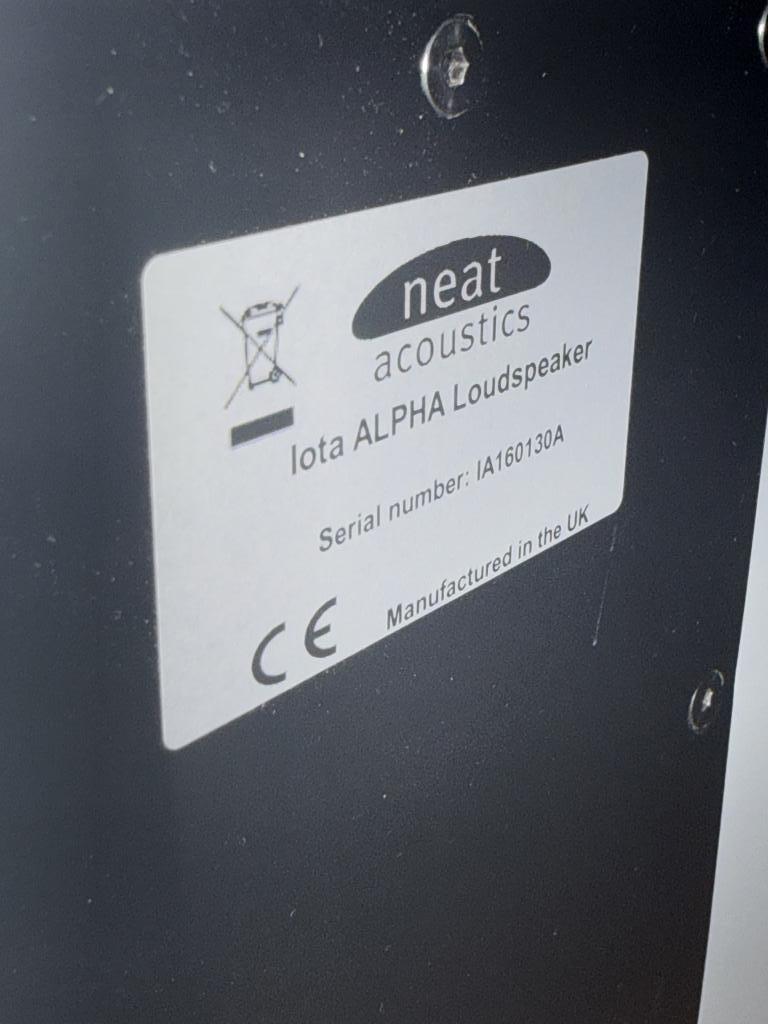 neat
acoustics
Iota ALPHA Loudspeaker
Serial number: IA160130A
Manufactured in the UK
CE